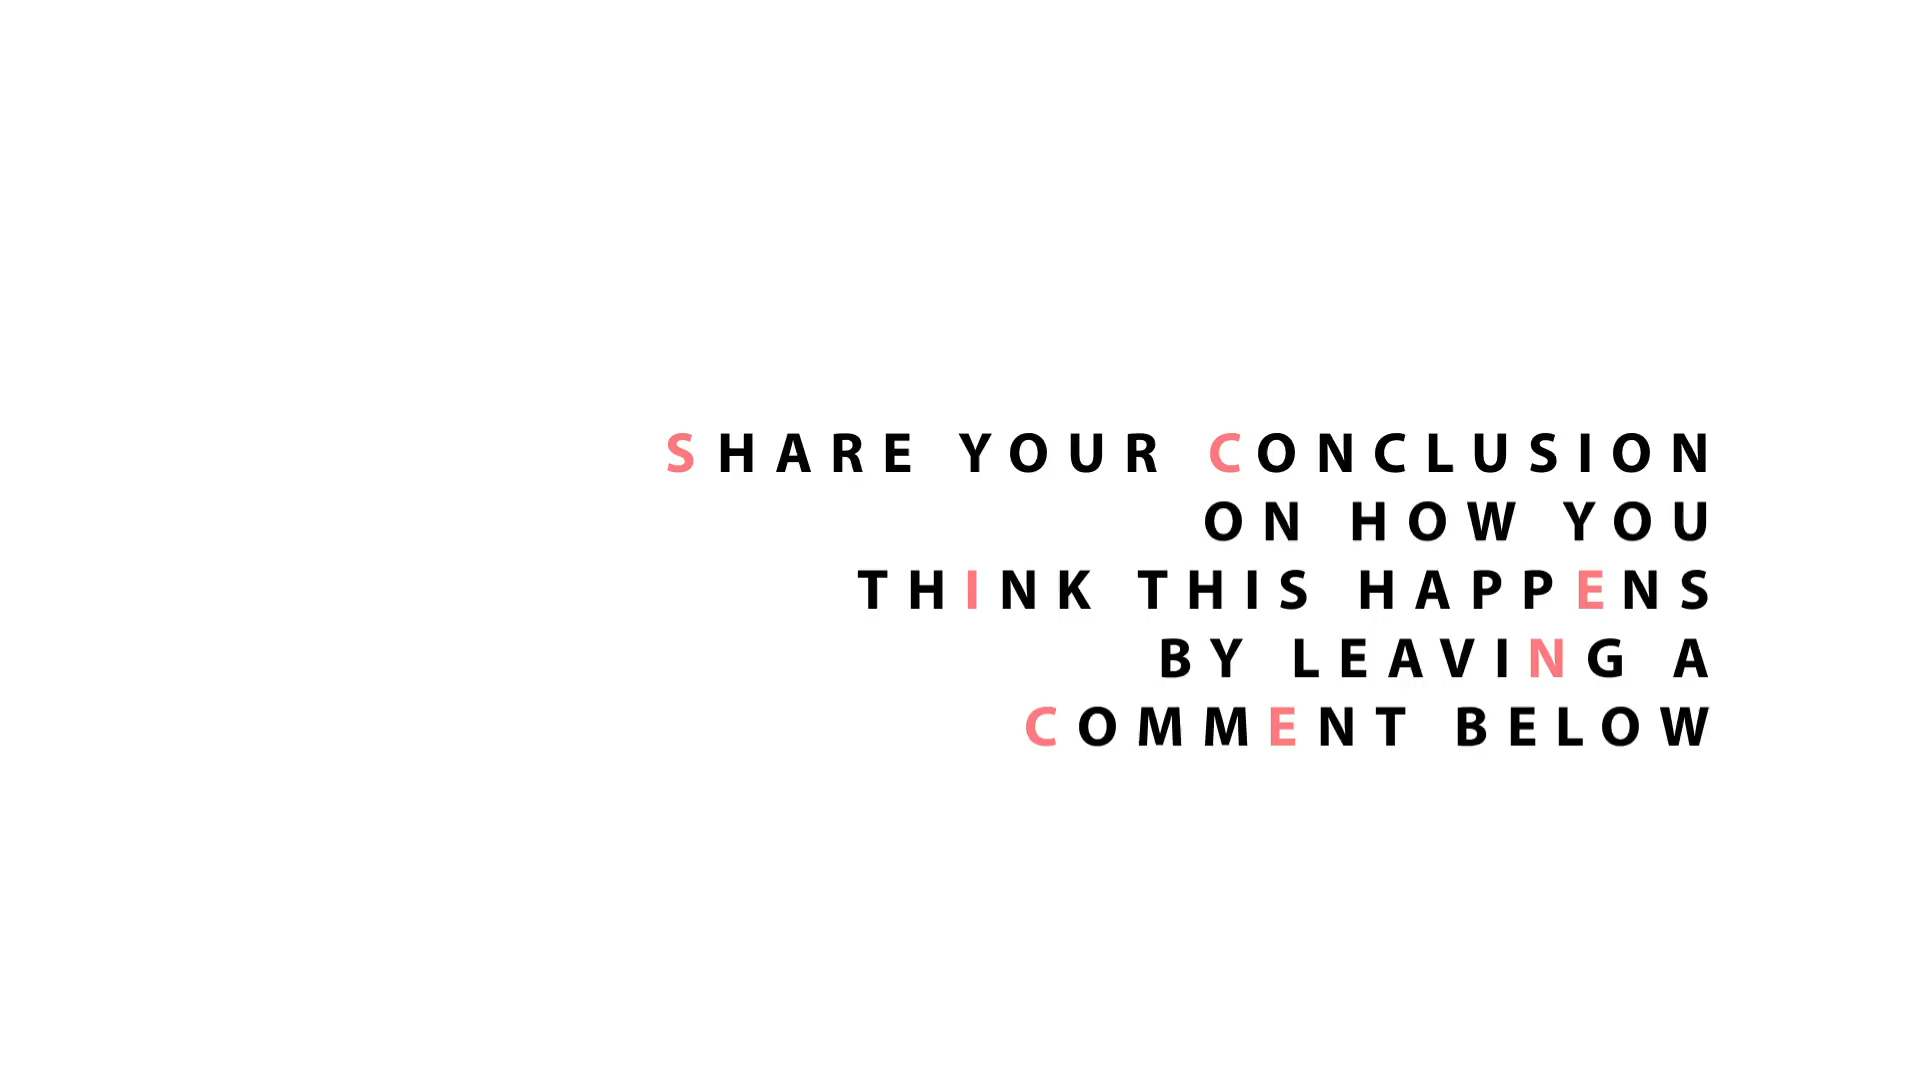 SHARE YOUR CONCLUSION
ON HOW YOU
THINK THIS HAPPENS
BY LEAVING A
COMMENT BELOW